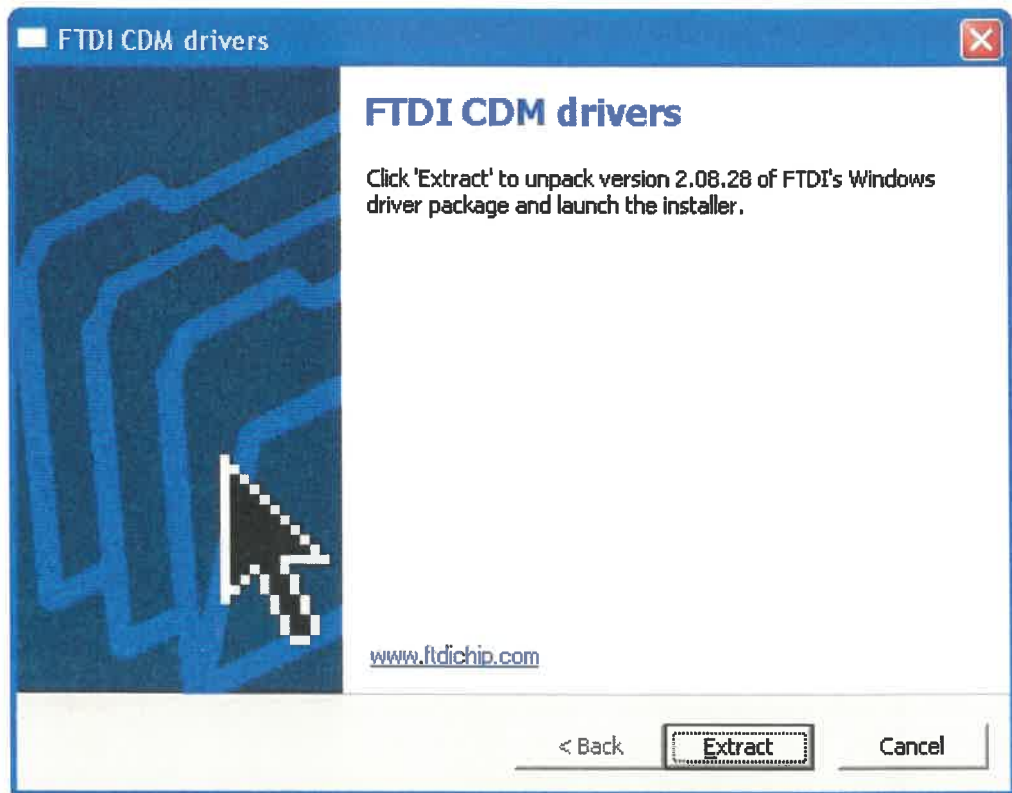 FTDI CDM drivers
FTDI CDM drivers
Click 'Extract' to unpack version 2.08.28 of FTDI's Windows
driver package and launch the installer.
www.ftdichip.com
< Back
Extract
Cancel